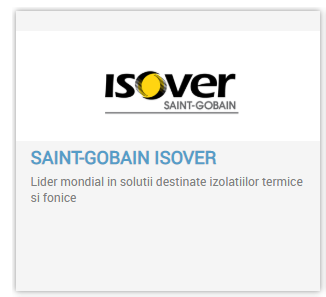 ISOVER
SAINT-GOBAIN
SAINT-GOBAIN ISOVER
Lider mondial in solutii destinate izolatiilor termice
si fonice